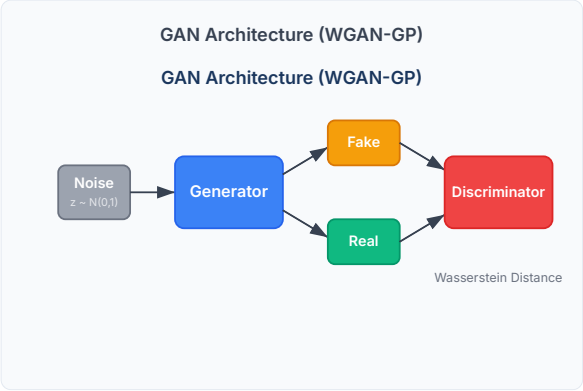 GAN Architecture (WGAN-GP)
GAN Architecture (WGAN-GP)
Noise
z ~ N(0,1)
Generator
Fake
Real
Discriminator
Wasserstein Distance